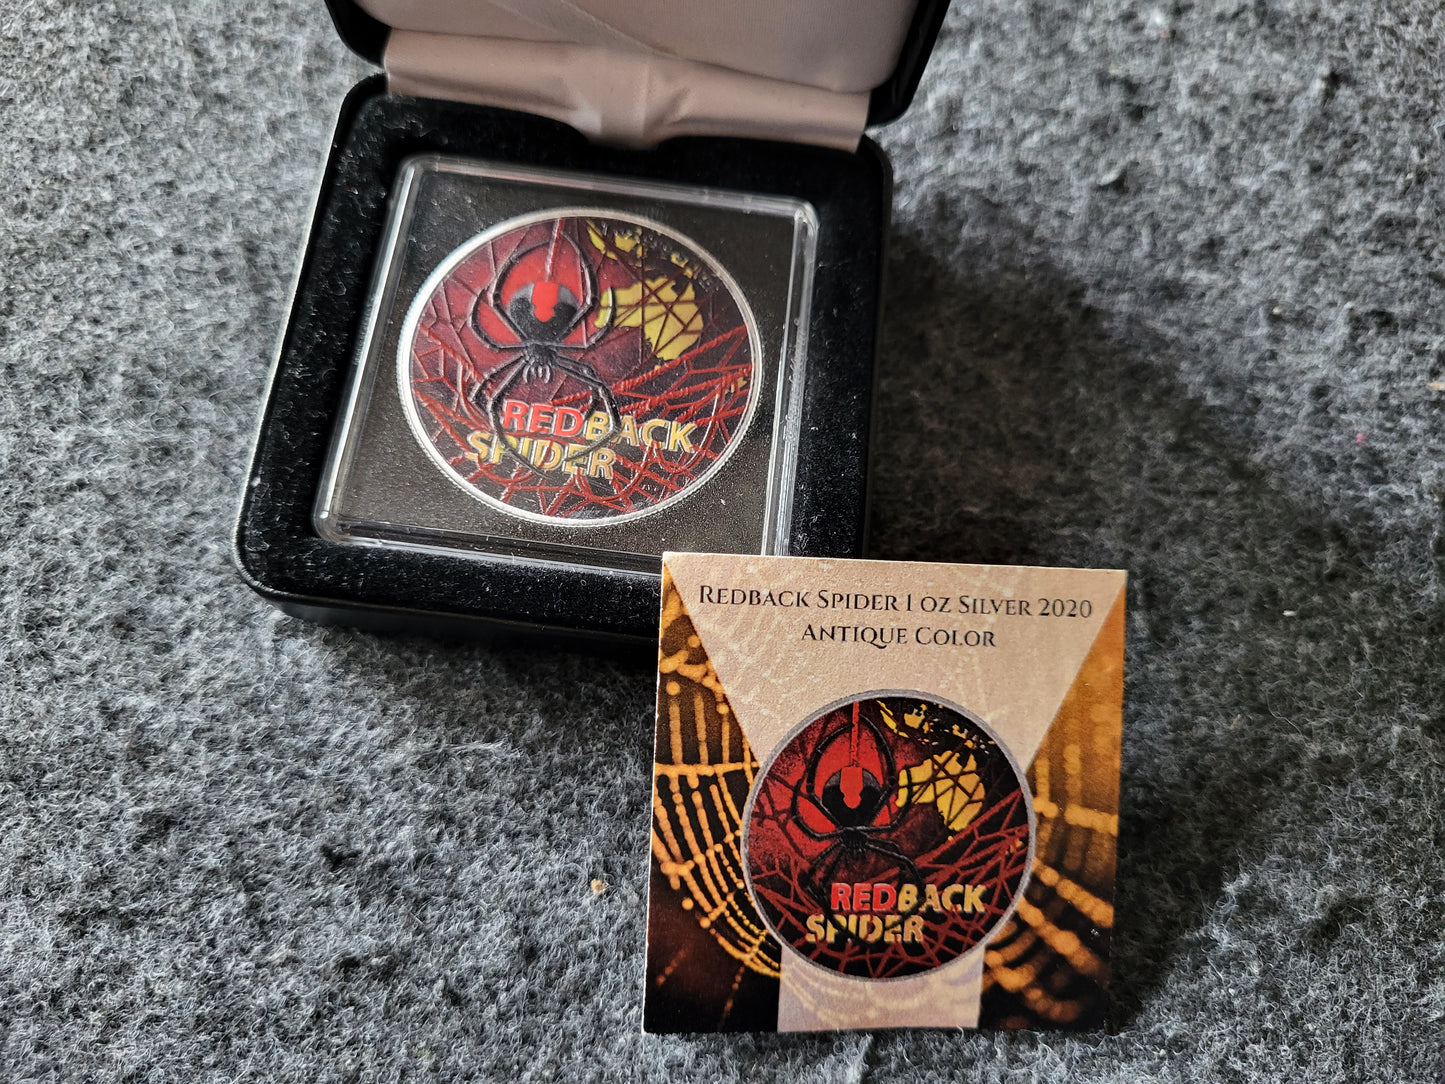 REDBACK
SPIDER
Redback Spider 1 oz Silver 2020
Antique Color
REDBACK
SPIDER